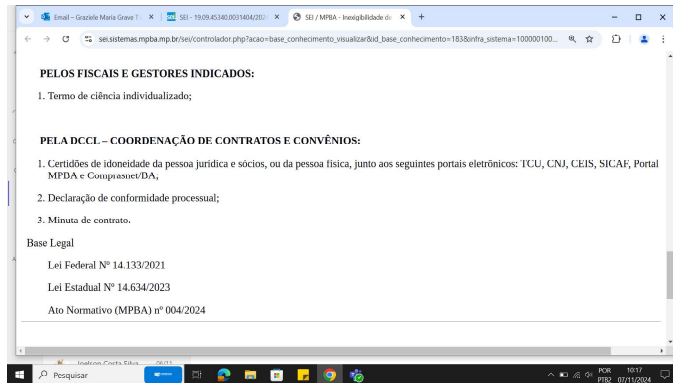 Email – Graziele Maria Grave T
SEI - 19.09.45340.0031404/202
SEI / MPBA - Inexigibilidade de
sei.sistemas.mpba.mp.br/sei/controlador.php?acao=base_conhecimento_visualizar&id_base_conhecimento=183&infra_sistema=100000100...
PELOS FISCAIS E GESTORES INDICADOS:
1. Termo de ciência individualizado;
PELA DCCL – COORDENAÇÃO DE CONTRATOS E CONVÊNIOS:
1. Certidões de idoneidade da pessoa jurídica e sócios, ou da pessoa física, junto aos seguintes portais eletrônicos: TCU, CNJ, CEIS, SICAF, Portal
MPBA e Comprasnet/BA;
2. Declaração de conformidade processual;
3. Minuta de contrato.
Base Legal
Lei Federal Nº 14.133/2021
Lei Estadual Nº 14.634/2023
Ato Normativo (MPBA) nº 004/2024
Joelson Costa Silva 06/11
Pesquisar
POR 10:17
PTB2 07/11/2024